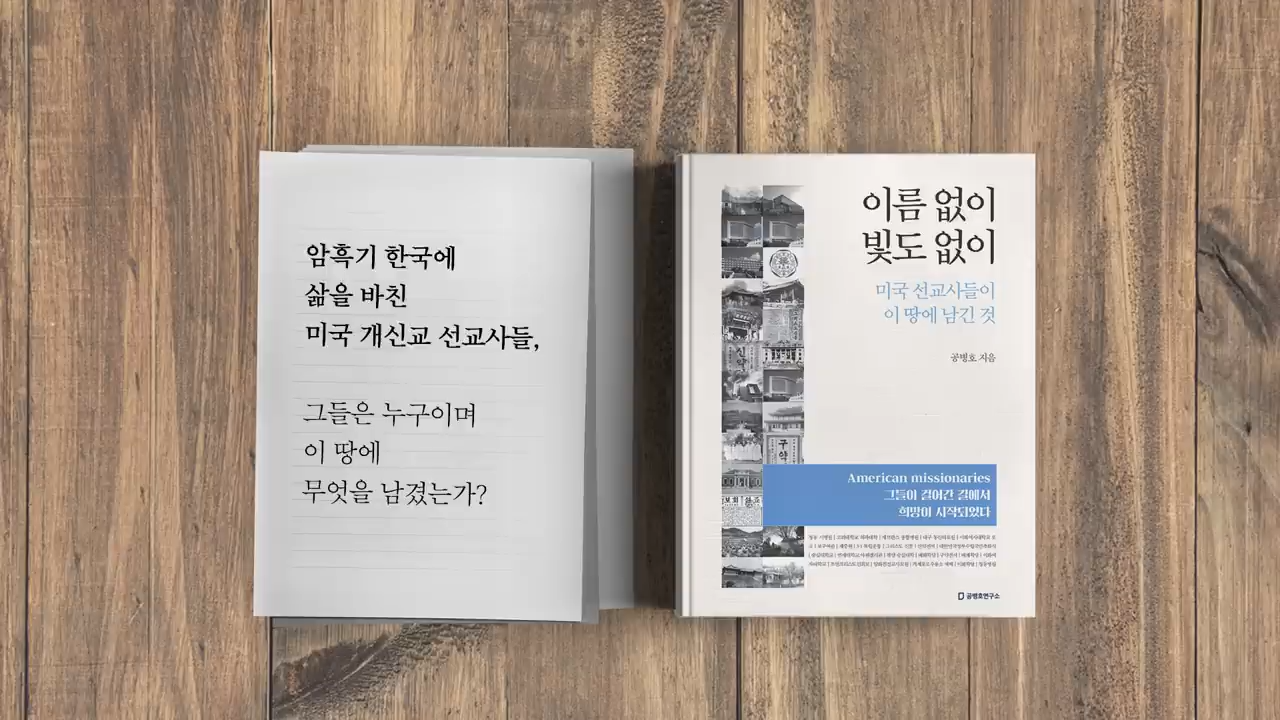 암흑기 한국에
삶을 바친
미국 개신교 선교사들,
그들은 누구이며
이 땅에
무엇을 남겼는가?
이름 없이
빛도 없이
미국 선교사들이
이 땅에 남긴 것
공병호 지음
구약
American missionaries
그들이 걸어간 길에서
희망이 시작되었다
공병호연구소